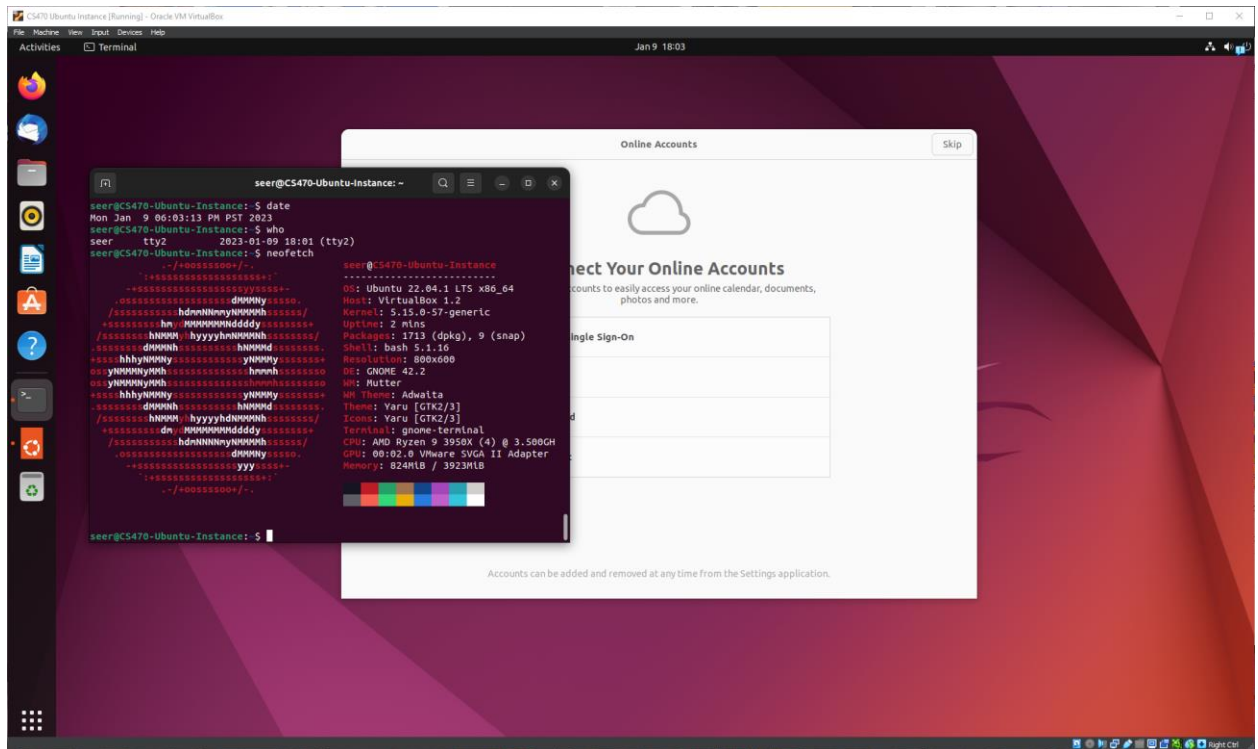 CS470 Ubuntu Instance [Running] - Oracle VM VirtualBox
File Machine View Input Devices Help
Activities Terminal Jan 9 18:03
Online Accounts Skip
seer@CS470-Ubuntu-Instance: ~
seer@CS470-Ubuntu-Instance:~$ date
Mon Jan  9 06:03:13 PM PST 2023
seer@CS470-Ubuntu-Instance:~$ who
seer     tty2         2023-01-09 18:01 (tty2)
seer@CS470-Ubuntu-Instance:~$ neofetch
seer@CS470-Ubuntu-Instance
--------------------------
OS: Ubuntu 22.04.1 LTS x86_64
Host: VirtualBox 1.2
Kernel: 5.15.0-57-generic
Uptime: 2 mins
Packages: 1713 (dpkg), 9 (snap)
Shell: bash 5.1.16
Resolution: 800x600
DE: GNOME 42.2
WM: Mutter
WM Theme: Adwaita
Theme: Yaru [GTK2/3]
Icons: Yaru [GTK2/3]
Terminal: gnome-terminal
CPU: AMD Ryzen 9 3950X (4) @ 3.500GH
GPU: 00:02.0 VMware SVGA II Adapter
Memory: 824MiB / 3923MiB
seer@CS470-Ubuntu-Instance:~$
nect Your Online Accounts
counts to easily access your online calendar, documents,
photos and more.
ingle Sign-On
d
Accounts can be added and removed at any time from the Settings application.
Right Ctrl